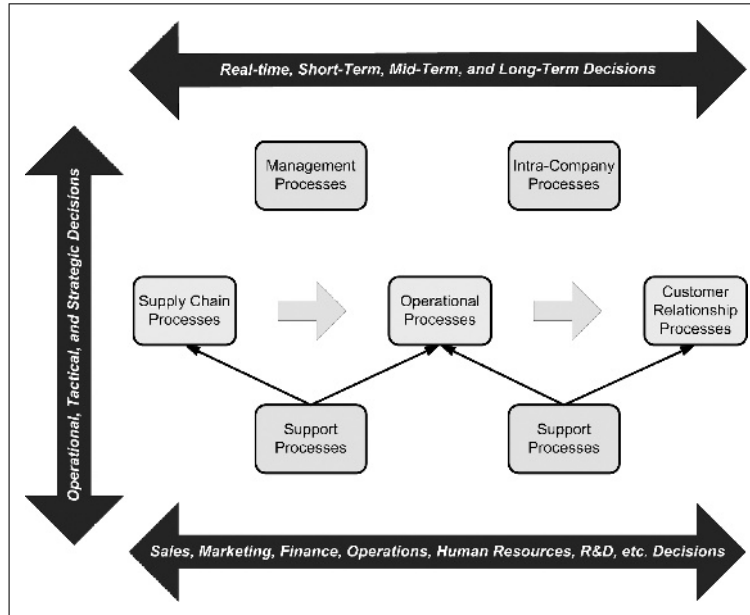 Real-time, Short-Term, Mid-Term, and Long-Term Decisions
Operational, Tactical, and Strategic Decisions
Management
Processes
Intra-Company
Processes
Supply Chain
Processes
Operational
Processes
Customer
Relationship
Processes
Support
Processes
Support
Processes
Sales, Marketing, Finance, Operations, Human Resources, R&D, etc. Decisions